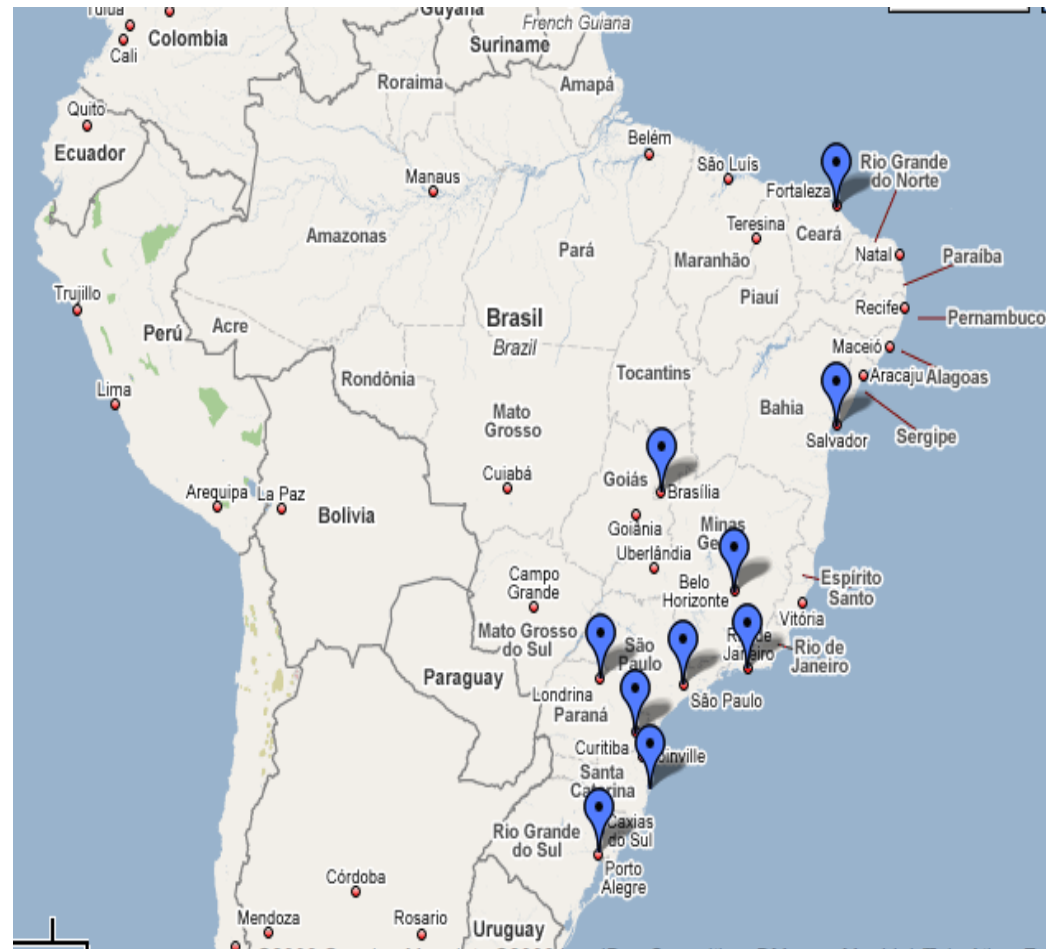 Colombia
Cali
Guyana
Suriname
French Guiana
Roraima
Amapá
Quito
Ecuador
Belém
São Luís
Manaus
Fortaleza
Rio Grande
do Norte
Teresina
Ceará
Amazonas
Pará
Maranhão
Natal
Paraíba
Piauí
Trujillo
Perú
Acre
Brasil
Brazil
Recife
Pernambuco
Maceió
Rondônia
Tocantins
Aracaju
Alagoas
Lima
Mato
Grosso
Bahia
Salvador
Sergipe
Cuiabá
Goiás
Brasília
Arequipa
La Paz
Bolivia
Goiânia
Minas
Uberlândia
Campo
Grande
Belo
Horizonte
Espírito
Santo
Vitória
Mato Grosso
do Sul
São
Paulo
Janeiro
Rio de
Janeiro
Paraguay
Londrina
Paraná
São Paulo
Curitiba
Santa
Rio Grande
do Sul
Caxias
do Sul
Porto
Alegre
Córdoba
Mendoza
Rosario
Uruguay